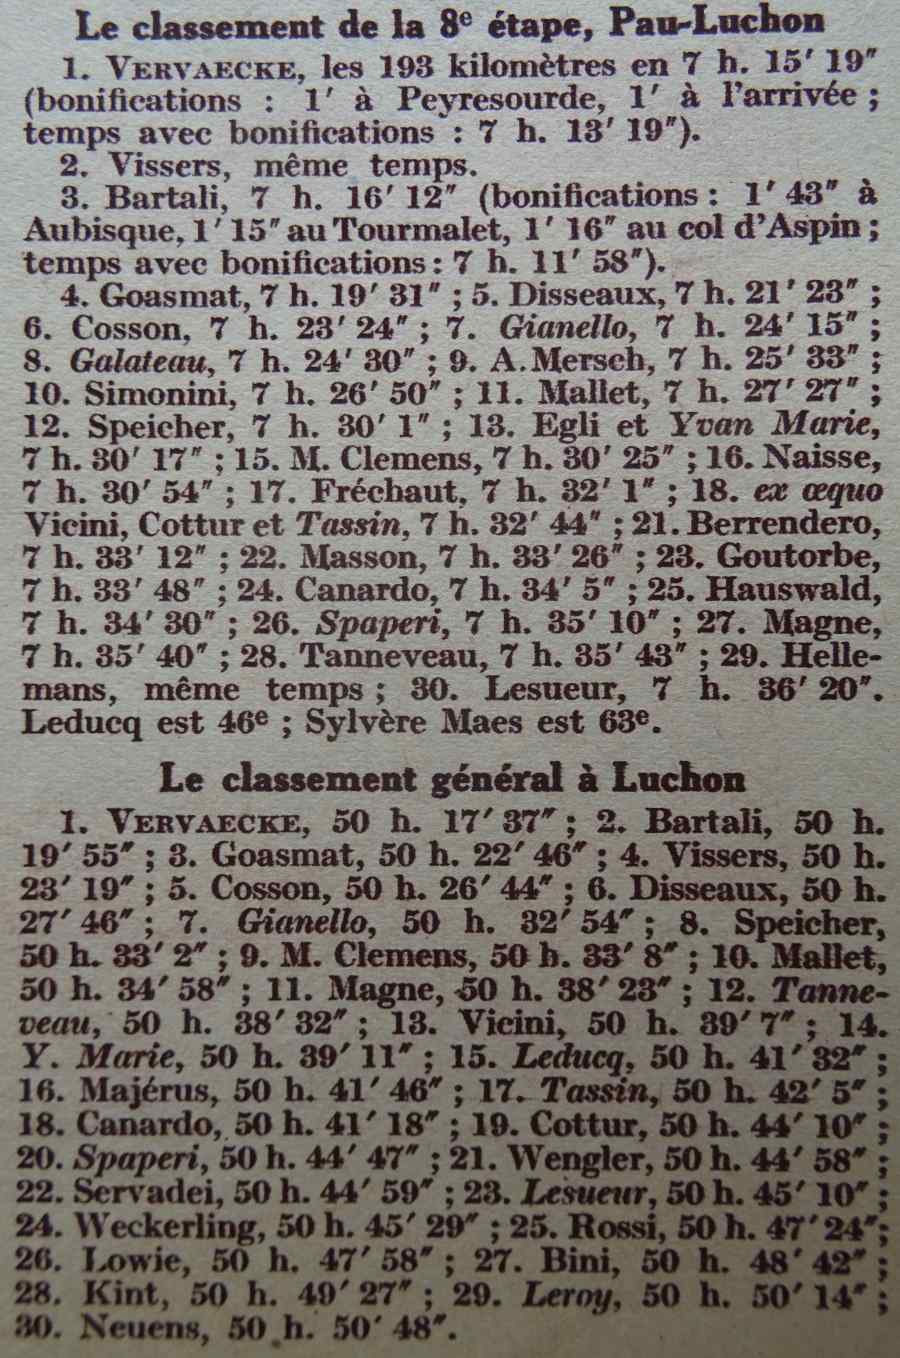 Le classement de la 8e étape, Pau-Luchon
1. VERVAECKE, les 193 kilomètres en 7 h. 15′ 19″
(bonifications : 1′ à Peyresourde, 1′ à l'arrivée ;
temps avec bonifications : 7 h. 13′ 19″).
2. Vissers, même temps.
3. Bartali, 7 h. 16′ 12″ (bonifications : 1′ 43″ à
Aubisque, 1′ 15″ au Tourmalet, 1′ 16″ au col d'Aspin ;
temps avec bonifications : 7 h. 11′ 58″).
4. Goasmat, 7 h. 19′ 31″ ; 5. Disseaux, 7 h. 21′ 23″ ;
6. Cosson, 7 h. 23′ 24″ ; 7. Gianello, 7 h. 24′ 15″ ;
8. Galateau, 7 h. 24′ 30″ ; 9. A. Mersch, 7 h. 25′ 33″ ;
10. Simonini, 7 h. 26′ 50″ ; 11. Mallet, 7 h. 27′ 27″ ;
12. Speicher, 7 h. 30′ 1″ ; 13. Egli et Yvan Marie,
7 h. 30′ 17″ ; 15. M. Clemens, 7 h. 30′ 25″ ; 16. Naisse,
7 h. 30′ 54″ ; 17. Fréchaut, 7 h. 32′ 1″ ; 18. ex œquo
Vicini, Cottur et Tassin, 7 h. 32′ 44″ ; 21. Berrendero,
7 h. 33′ 12″ ; 22. Masson, 7 h. 33′ 26″ ; 23. Goutorbe,
7 h. 33′ 48″ ; 24. Canardo, 7 h. 34′ 5″ ; 25. Hauswald,
7 h. 34′ 30″ ; 26. Spaperi, 7 h. 35′ 10″ ; 27. Magne,
7 h. 35′ 40″ ; 28. Tanneveau, 7 h. 35′ 43″ ; 29. Helle-
mans, même temps ; 30. Lesueur, 7 h. 36′ 20″.
Leducq est 46e ; Sylvère Maes est 63e.
Le classement général à Luchon
1. VERVAECKE, 50 h. 17′ 37″ ; 2. Bartali, 50 h.
19′ 55″ ; 3. Goasmat, 50 h. 22′ 46″ ; 4. Vissers, 50 h.
23′ 19″ ; 5. Cosson, 50 h. 26′ 44″ ; 6. Disseaux, 50 h.
27′ 46″ ; 7. Gianello, 50 h. 32′ 54″ ; 8. Speicher,
50 h. 33′ 2″ ; 9. M. Clemens, 50 h. 33′ 8″ ; 10. Mallet,
50 h. 34′ 58″ ; 11. Magne, 50 h. 38′ 23″ ; 12. Tanne-
veau, 50 h. 38′ 32″ ; 13. Vicini, 50 h. 39′ 7″ ; 14.
Y. Marie, 50 h. 39′ 11″ ; 15. Leducq, 50 h. 41′ 32″ ;
16. Majérus, 50 h. 41′ 46″ ; 17. Tassin, 50 h. 42′ 5″ ;
18. Canardo, 50 h. 41′ 18″ ; 19. Cottur, 50 h. 44′ 10″ ;
20. Spaperi, 50 h. 44′ 47″ ; 21. Wengler, 50 h. 44′ 58″ ;
22. Servadei, 50 h. 44′ 59″ ; 23. Lesueur, 50 h. 45′ 10″ ;
24. Weckerling, 50 h. 45′ 29″ ; 25. Rossi, 50 h. 47′ 24″ ;
26. Lowie, 50 h. 47′ 58″ ; 27. Bini, 50 h. 48′ 42″ ;
28. Kint, 50 h. 49′ 27″ ; 29. Leroy, 50 h. 50′ 14″ ;
30. Neuens, 50 h. 50′ 48″.